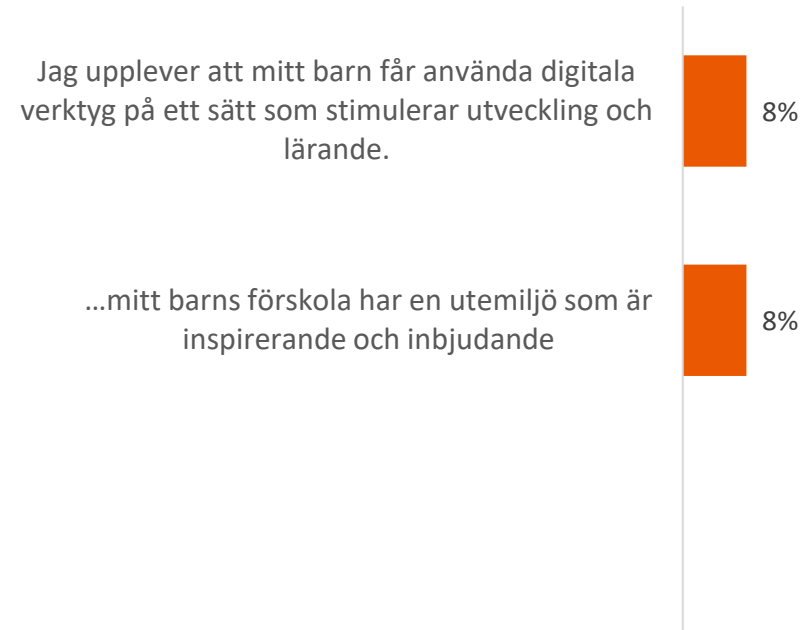 Jag upplever att mitt barn får använda digitala
verktyg på ett sätt som stimulerar utveckling och
lärande.
8%
…mitt barns förskola har en utemiljö som är
inspirerande och inbjudande
8%